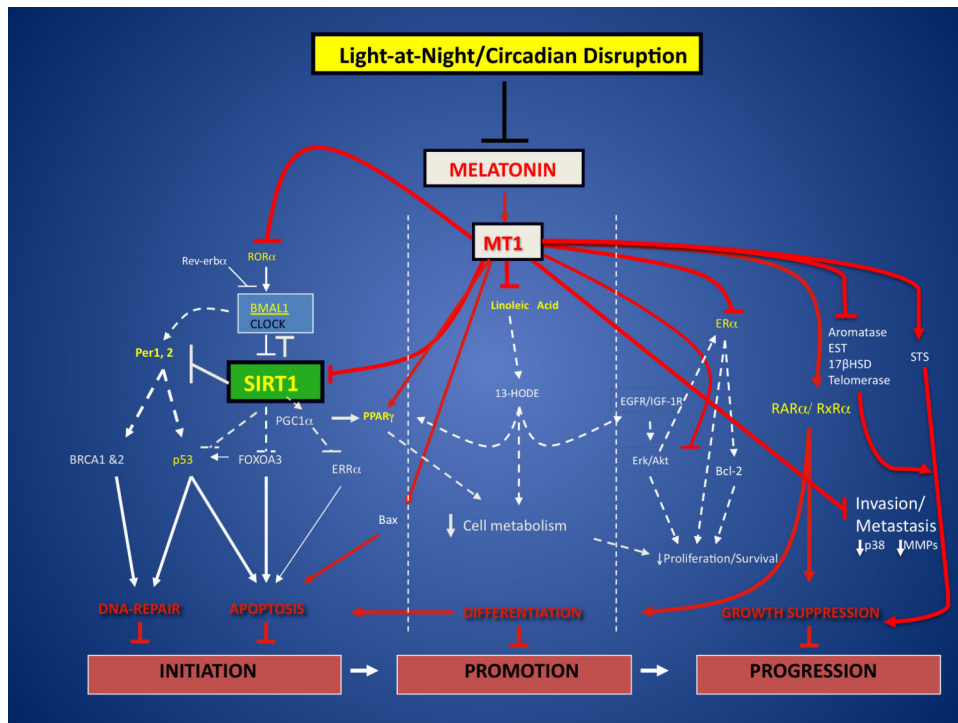 Light-at-Night/Circadian Disruption
MELATONIN
MT1
Rev-erbα
RORα
BMAL1
CLOCK
Linoleic Acid
ERα
Aromatase
EST
17βHSD
Telomerase
STS
Per1, 2
SIRT1
PGC1α
PPARγ
13-HODE
EGFR/IGF-1R
RARα/ RxRα
BRCA1 &2
p53
FOXOA3
ERRα
Erk/Akt
Bcl-2
Bax
Cell metabolism
Invasion/
Metastasis
p38 MMPs
Proliferation/Survival
DNA-REPAIR
APOPTOSIS
DIFFERENTIATION
GROWTH SUPPRESSION
INITIATION
PROMOTION
PROGRESSION